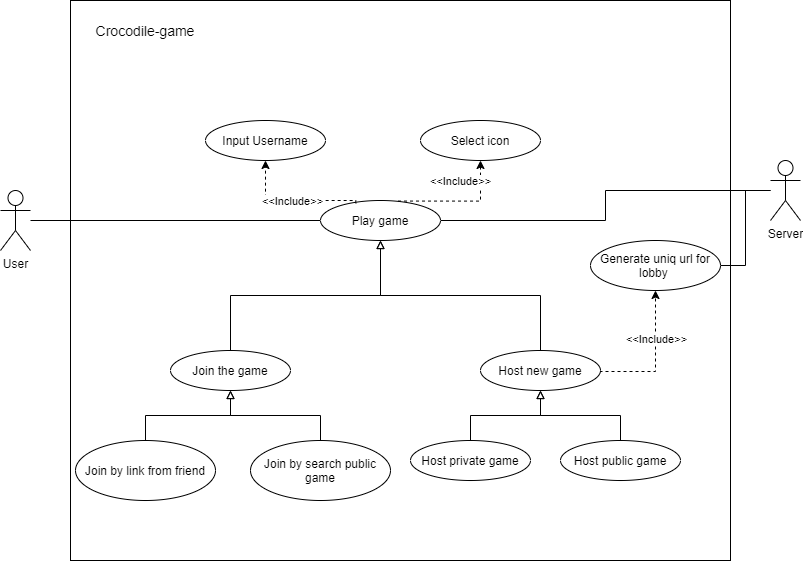 Crocodile-game
Input Username
Select icon
<<Include>>
<<Include>>
Play game
User
Server
Generate uniq url for
lobby
<<Include>>
Join the game
Host new game
Join by link from friend
Join by search public
game
Host private game
Host public game